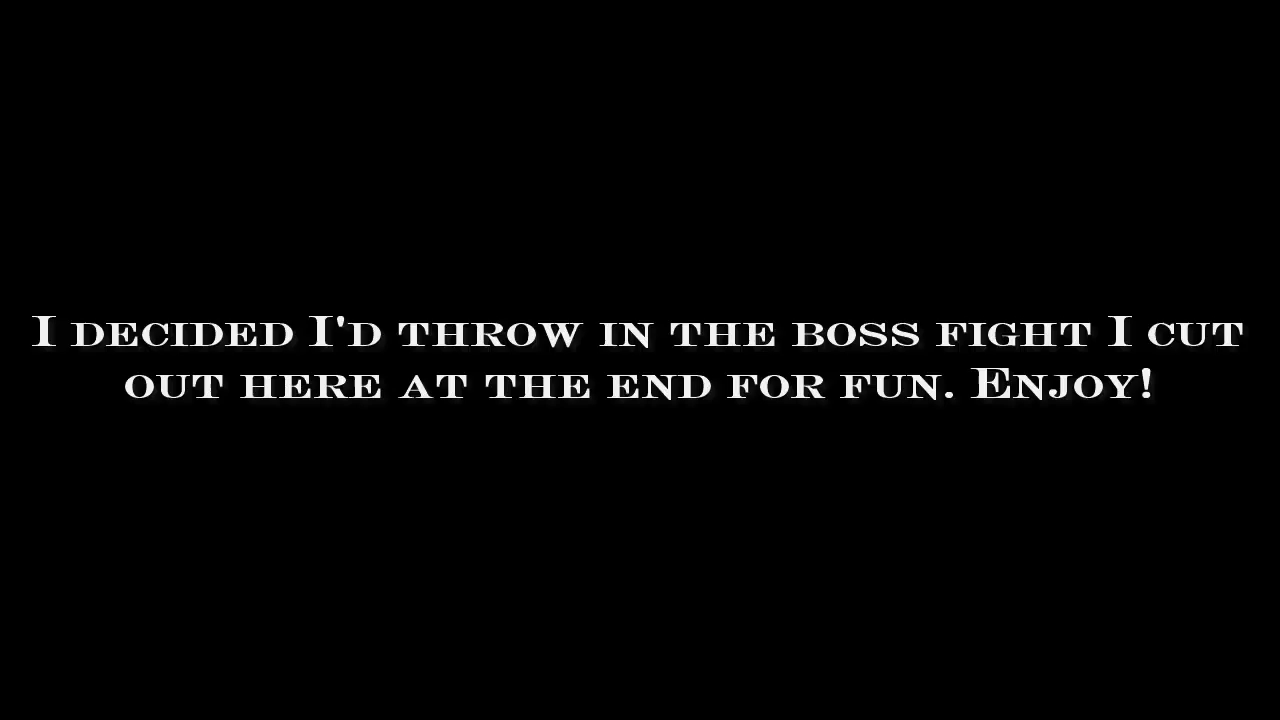 I decided I'd throw in the boss fight I cut
out here at the end for fun. Enjoy!